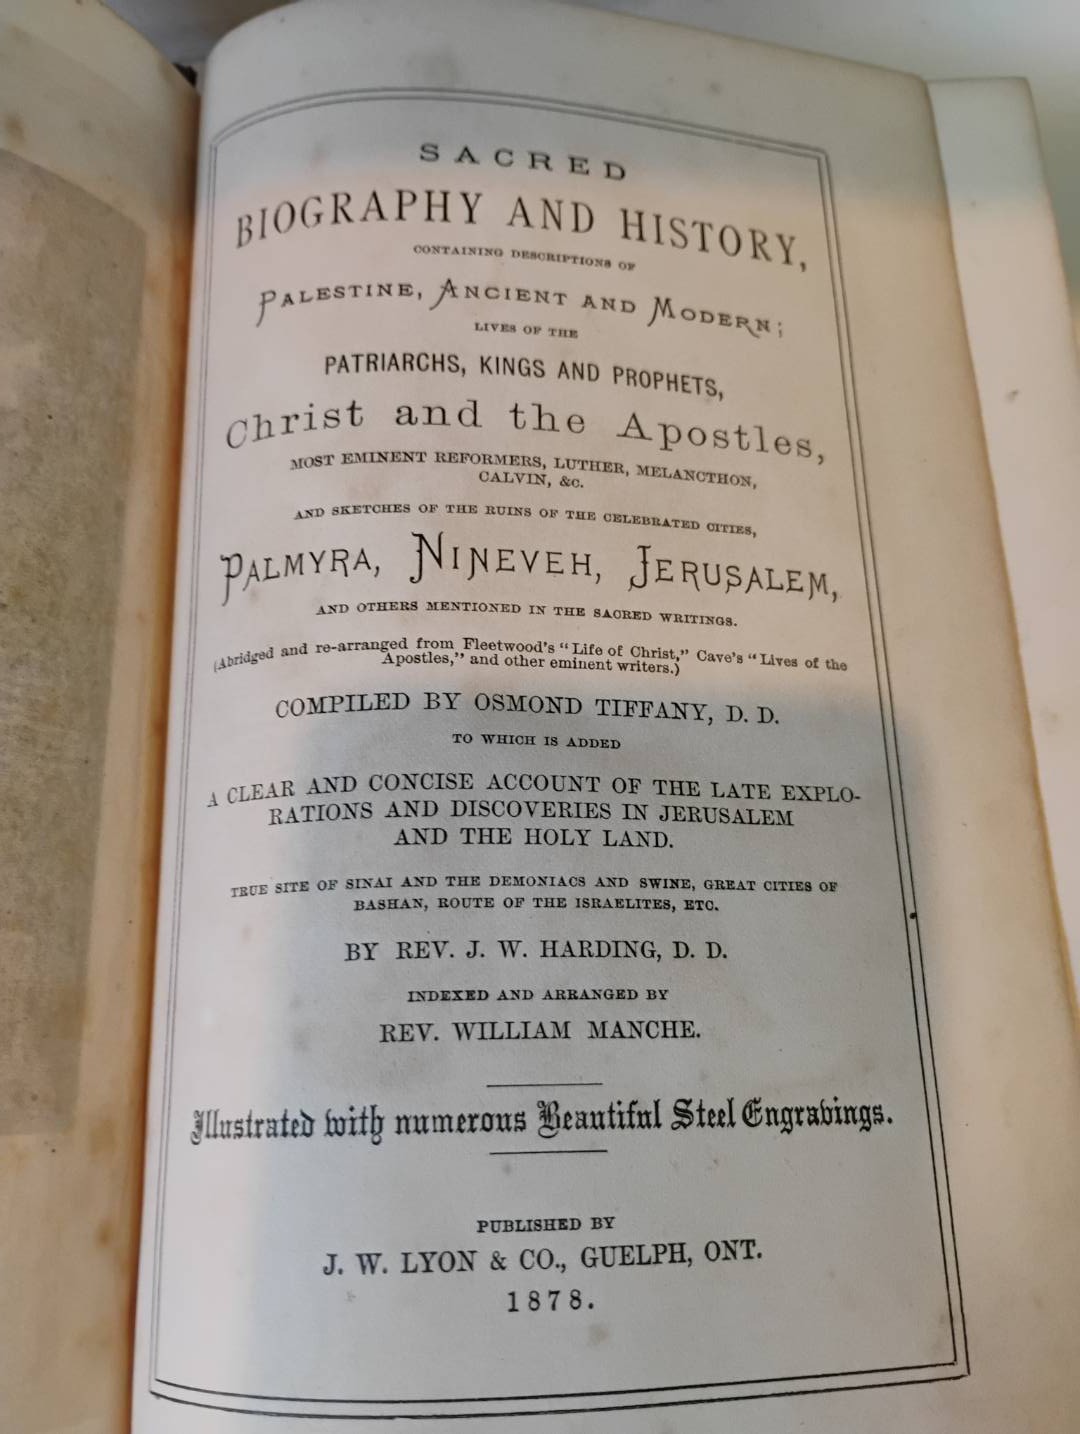 SACRED
BIOGRAPHY AND HISTORY,
CONTAINING DESCRIPTIONS OF
PALESTINE, ANCIENT AND MODERN;
LIVES OF THE
PATRIARCHS, KINGS AND PROPHETS,
Christ and the Apostles,
MOST EMINENT REFORMERS, LUTHER, MELANCTHON,
CALVIN, &C.
AND SKETCHES OF THE RUINS OF THE CELEBRATED CITIES,
PALMYRA, NINEVEH, JERUSALEM,
AND OTHERS MENTIONED IN THE SACRED WRITINGS.
(Abridged and re-arranged from Fleetwood's "Life of Christ," Cave's "Lives of the
Apostles," and other eminent writers.)
COMPILED BY OSMOND TIFFANY, D. D.
TO WHICH IS ADDED
A CLEAR AND CONCISE ACCOUNT OF THE LATE EXPLO-
RATIONS AND DISCOVERIES IN JERUSALEM
AND THE HOLY LAND.
TRUE SITE OF SINAI AND THE DEMONIACS AND SWINE, GREAT CITIES OF
BASHAN, ROUTE OF THE ISRAELITES, ETC.
BY REV. J. W. HARDING, D. D.
INDEXED AND ARRANGED BY
REV. WILLIAM MANCHE.
Illustrated with numerous Beautiful Steel Engravings.
PUBLISHED BY
J. W. LYON & CO., GUELPH, ONT.
1878.